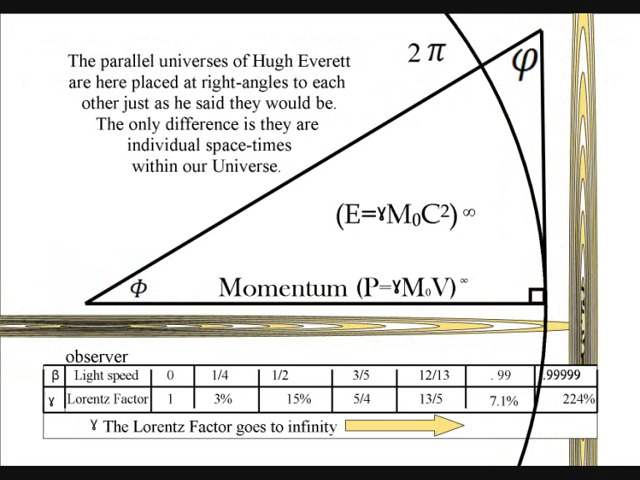 The parallel universes of Hugh Everett
are here placed at right-angles to each
other just as he said they would be.
The only difference is they are
individual space-times
within our Universe.
2 π
φ
(E=ɤM₀C²) ∞
Φ
Momentum (P=ɤM₀V) ∞
observer
β Light speed 0 1/4 1/2 3/5 12/13 . 99 .99999
ɤ Lorentz Factor 1 3% 15% 5/4 13/5 7.1% 224%
ɤ The Lorentz Factor goes to infinity